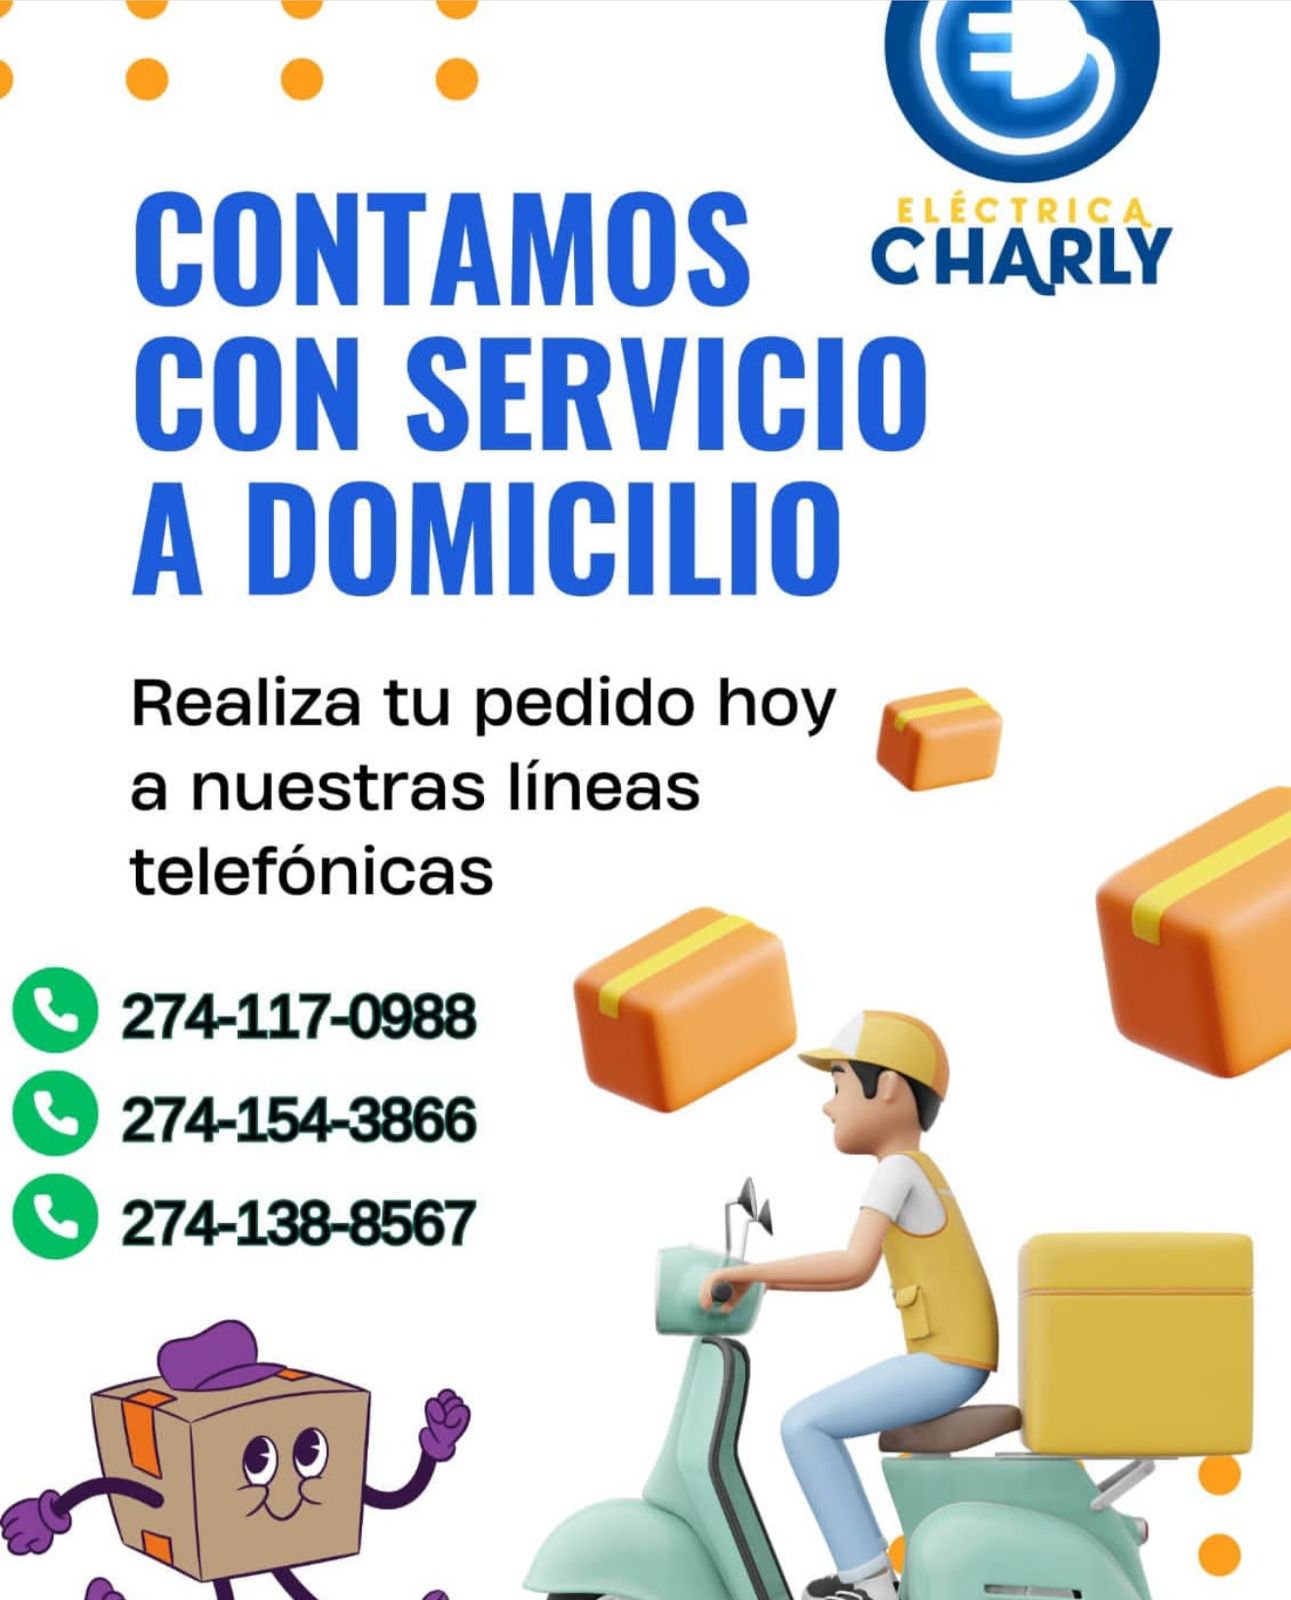 ELÉCTRICA
CHARLY
CONTAMOS
CON SERVICIO
A DOMICILIO
Realiza tu pedido hoy
a nuestras líneas
telefónicas
274-117-0988
274-154-3866
274-138-8567